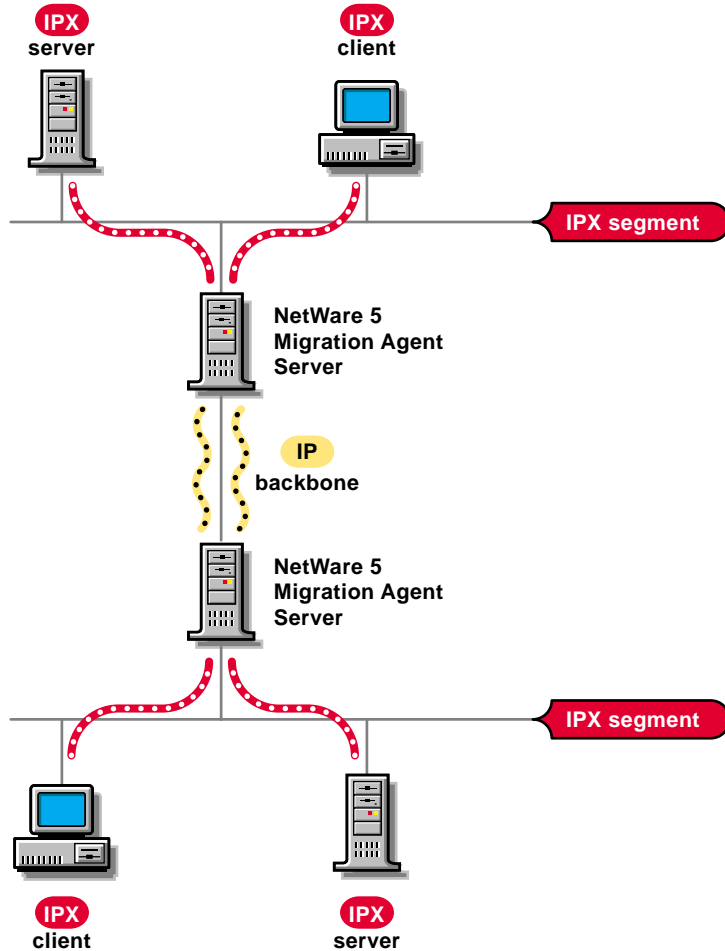 IPX
server
IPX
client
IPX segment
NetWare 5
Migration Agent
Server
IP
backbone
NetWare 5
Migration Agent
Server
IPX segment
IPX
client
IPX
server